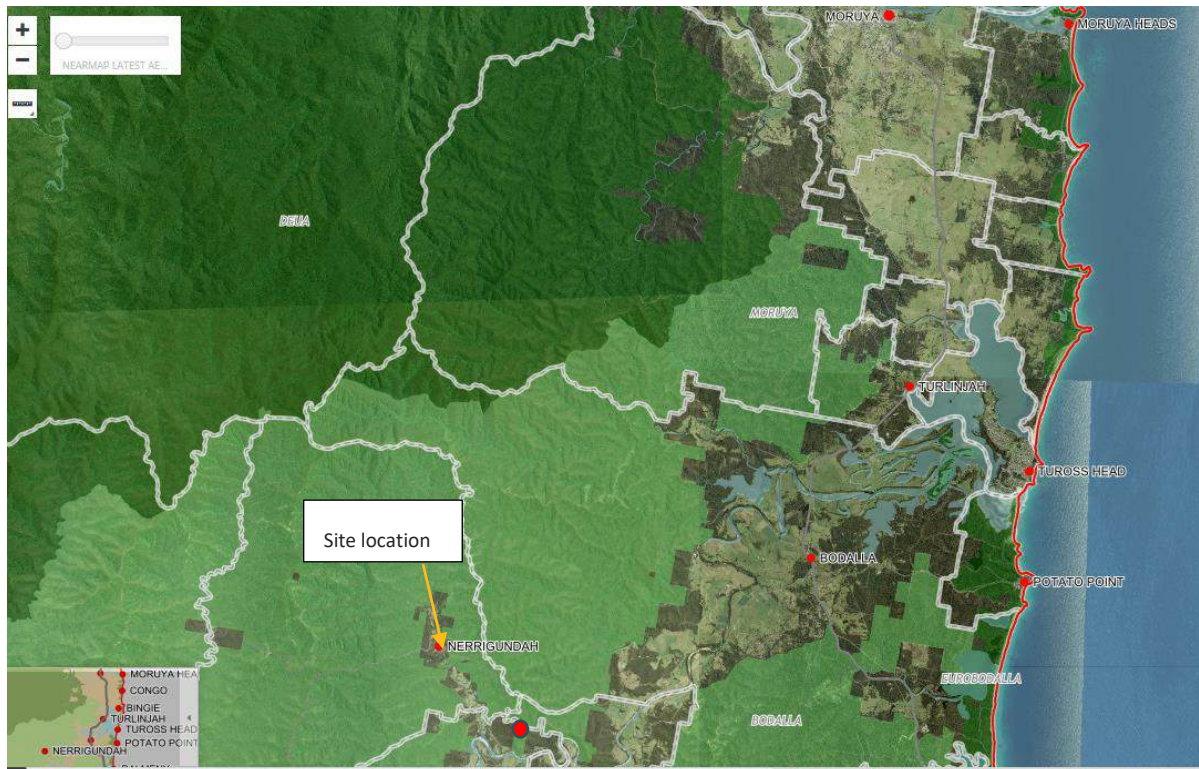 MORUYA
MORUYA HEADS
+
−
NEARMAP LATEST AE...
DEUA
MORUYA
TURLINJAH
TUROSS HEAD
Site location
BODALLA
POTATO POINT
NERRIGUNDAH
EUROBODALLA
BODALLA
MORUYA HEA
CONGO
BINGIE
TURLINJAH
TUROSS HEAD
POTATO POINT
NERRIGUNDAH